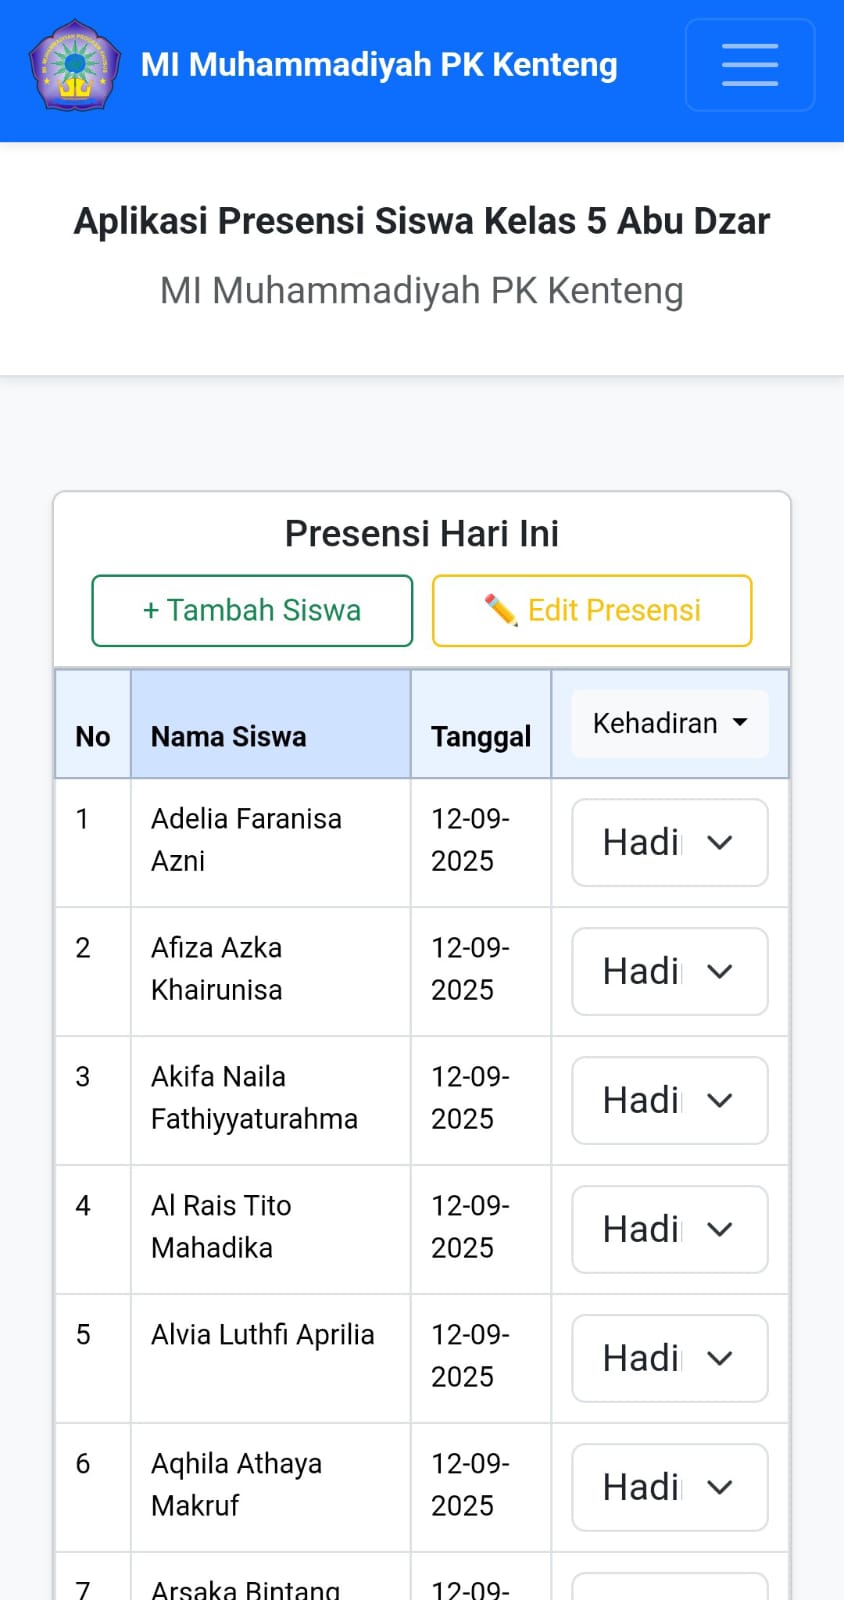 MI Muhammadiyah PK Kenteng
Aplikasi Presensi Siswa Kelas 5 Abu Dzar
MI Muhammadiyah PK Kenteng
Presensi Hari Ini
+ Tambah Siswa
✏️ Edit Presensi
No Nama Siswa Tanggal Kehadiran
1 Adelia Faranisa 12-09- Hadi
Azni 2025
2 Afiza Azka 12-09- Hadi
Khairunisa 2025
3 Akifa Naila 12-09- Hadi
Fathiyyaturahma 2025
4 Al Rais Tito 12-09- Hadi
Mahadika 2025
5 Alvia Luthfi Aprilia 12-09- Hadi
2025
6 Aqhila Athaya 12-09- Hadi
Makruf 2025
7 Arsaka Bintang 12-09-